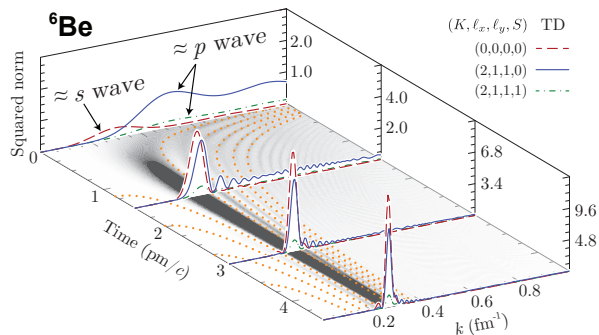 ⁶Be
(K, ℓₓ, ℓᵧ, S) TD
(0,0,0,0)
(2,1,1,0)
(2,1,1,1)
≈ p wave
≈ s wave
Squared norm
0
1
2
3
4
Time (pm/c)
2.0
1.0
4.0
2.0
6.8
3.4
9.6
4.8
0.2
0.4
0.6
0.8
k (fm⁻¹)